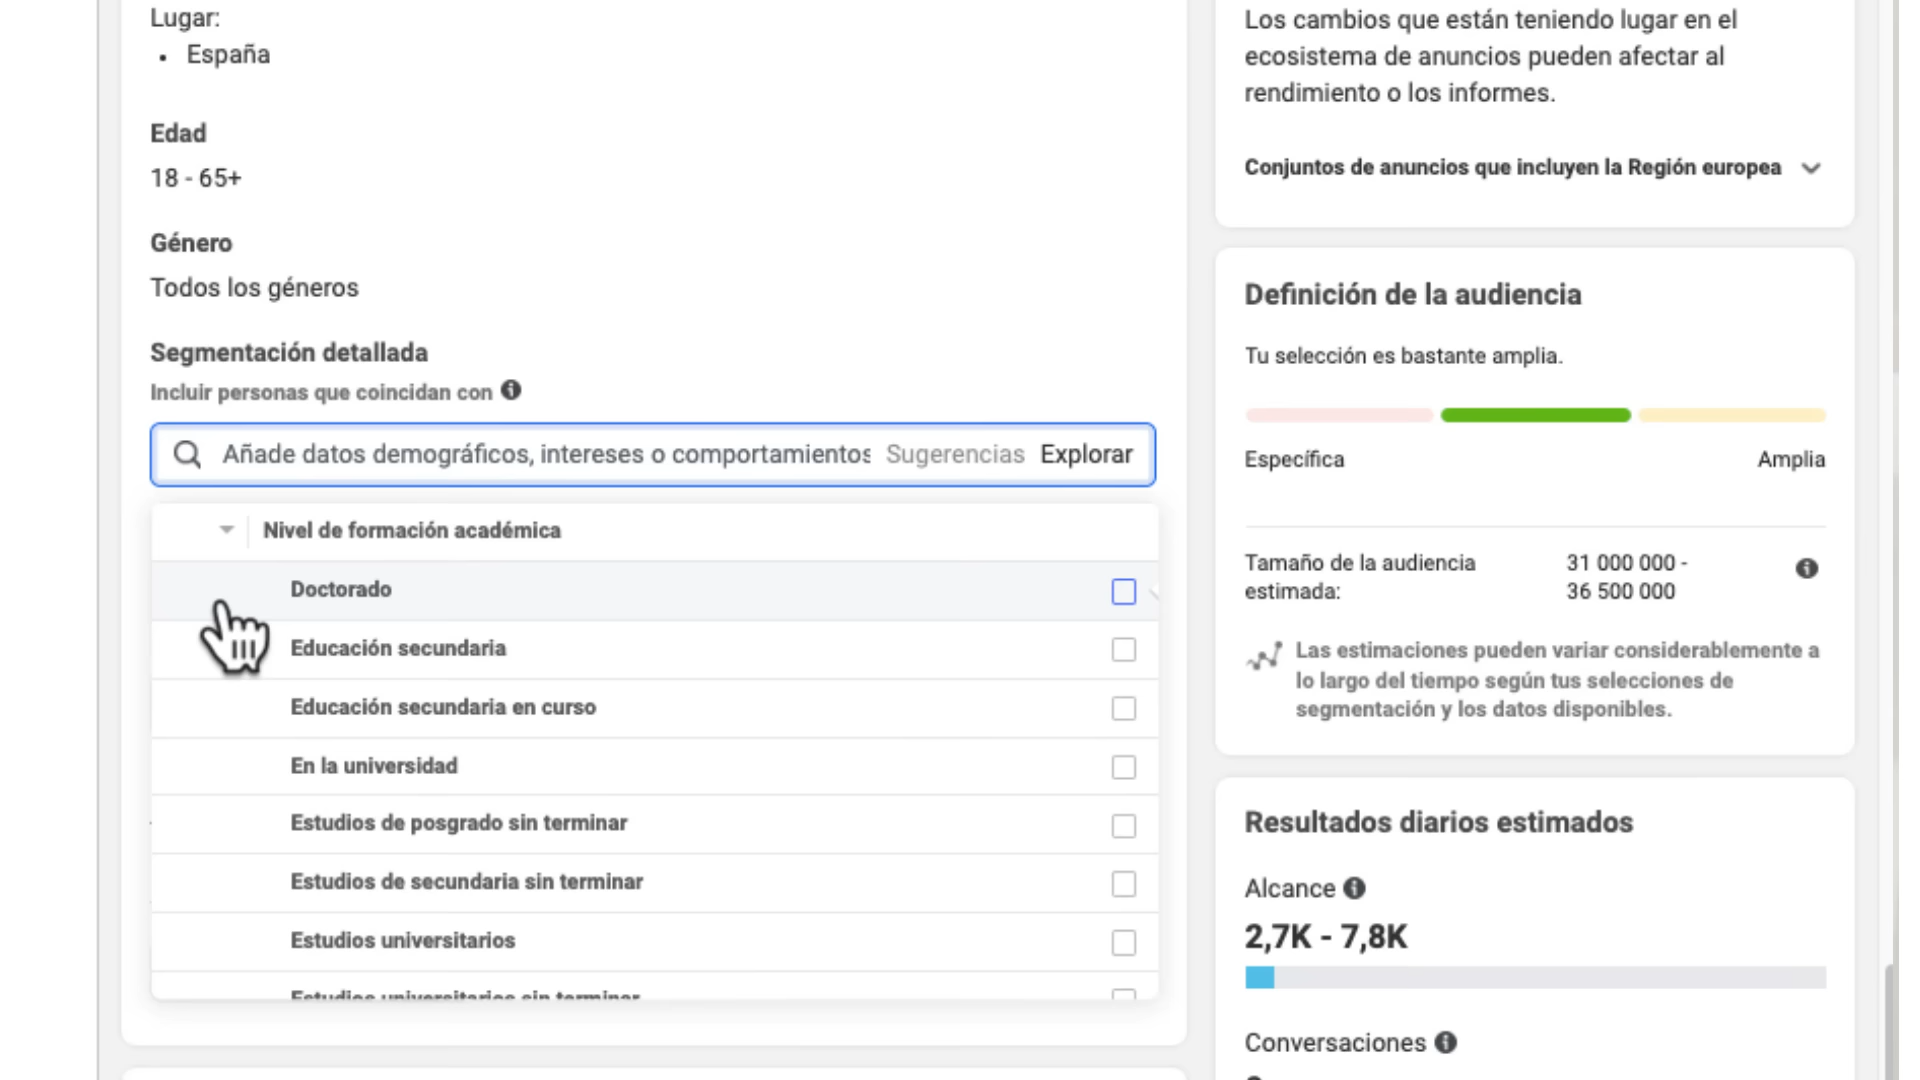 Lugar:
• España
Edad
18 - 65+
Género
Todos los géneros
Segmentación detallada
Incluir personas que coincidan con
Añade datos demográficos, intereses o comportamientos Sugerencias Explorar
Nivel de formación académica
Doctorado
Educación secundaria
Educación secundaria en curso
En la universidad
Estudios de posgrado sin terminar
Estudios de secundaria sin terminar
Estudios universitarios
Estudios universitarios sin terminar
Los cambios que están teniendo lugar en el
ecosistema de anuncios pueden afectar al
rendimiento o los informes.
Conjuntos de anuncios que incluyen la Región europea
Definición de la audiencia
Tu selección es bastante amplia.
Específica Amplia
Tamaño de la audiencia 31 000 000 -
estimada: 36 500 000
Las estimaciones pueden variar considerablemente a
lo largo del tiempo según tus selecciones de
segmentación y los datos disponibles.
Resultados diarios estimados
Alcance
2,7K - 7,8K
Conversaciones